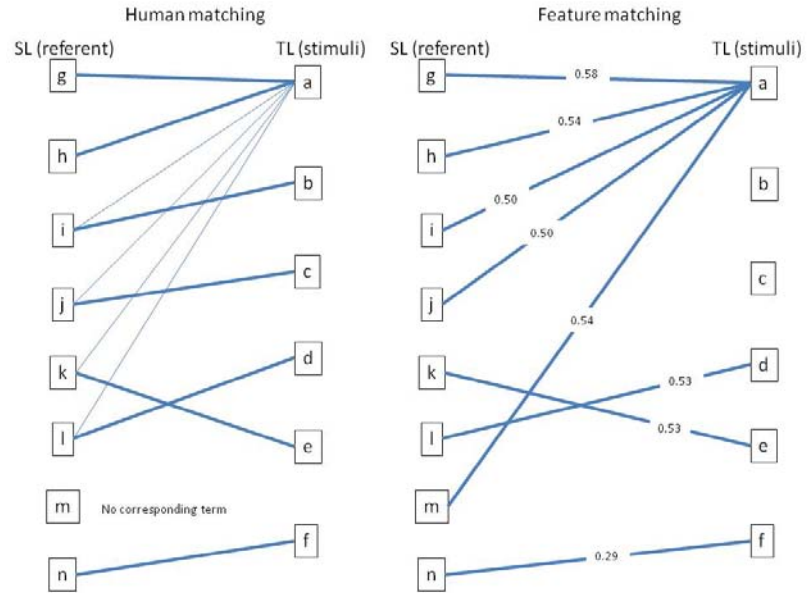 Human matching
SL (referent) TL (stimuli)
g
a
h
b
i
c
j
d
k
e
l
m No corresponding term
f
n
Feature matching
SL (referent) TL (stimuli)
g 0.58 a
h 0.54
b
i 0.50
0.50
c
j
0.54
d
k 0.53
0.53
l e
m
f
n 0.29